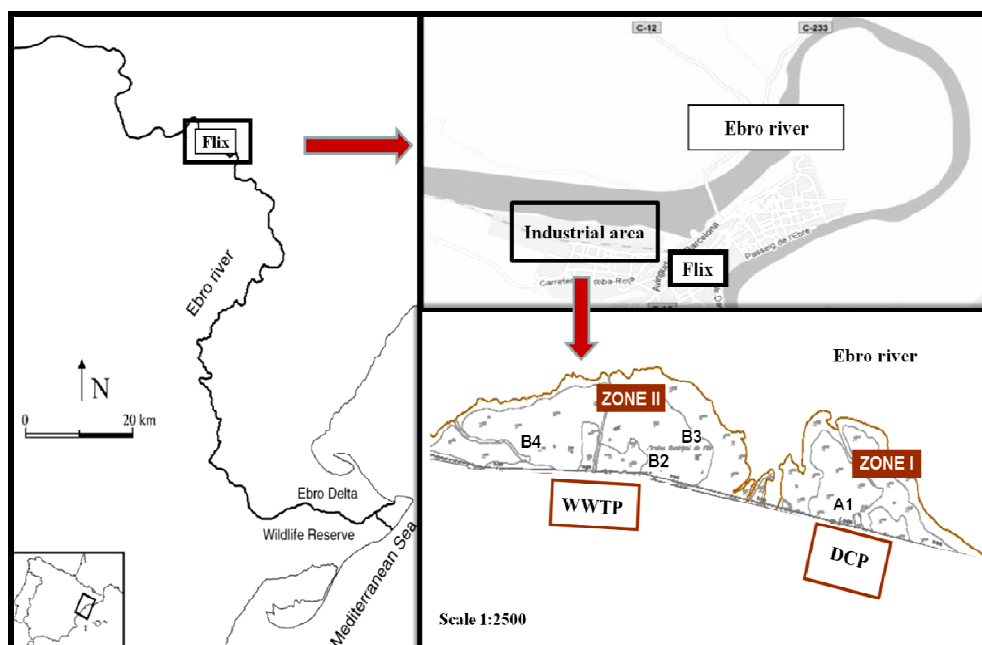 Flix
Ebro river
N
0
20 km
Ebro Delta
Wildlife Reserve
Mediterranean Sea
C-12
C-233
Ebro river
Industrial area
Barcelona
Passeig de l'Ebre
Flix
Riba-Roja
Ebro river
ZONE II
B4
B3
B2
ZONE I
A1
WWTP
DCP
Scale 1:2500